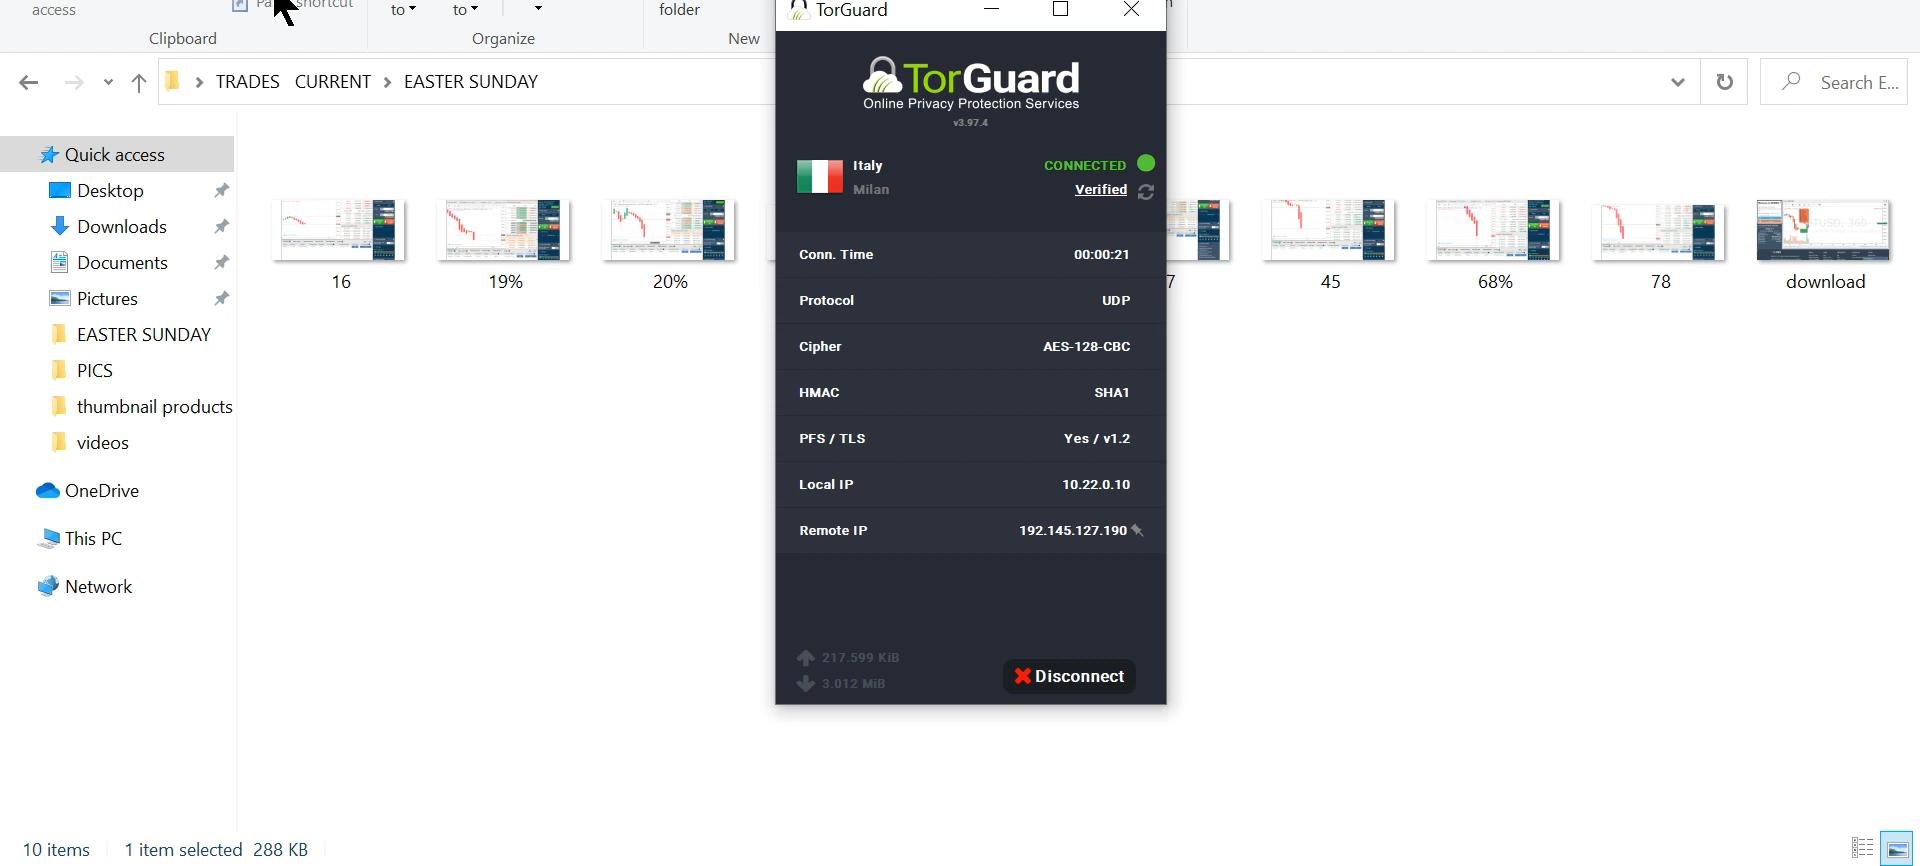 access
shortcut
to
to
folder
Clipboard
Organize
New
TRADES CURRENT > EASTER SUNDAY
Search E...
Quick access
Desktop
Downloads
Documents
Pictures
EASTER SUNDAY
PICS
thumbnail products
videos
OneDrive
This PC
Network
16
19%
20%
7
45
68%
78
download
TorGuard
TorGuard
Online Privacy Protection Services
v3.97.4
Italy
CONNECTED
Milan
Verified
Conn. Time 00:00:21
Protocol UDP
Cipher AES-128-CBC
HMAC SHA1
PFS / TLS Yes / v1.2
Local IP 10.22.0.10
Remote IP 192.145.127.190
217.599 KiB
3.012 MiB
Disconnect
10 items 1 item selected 288 KB